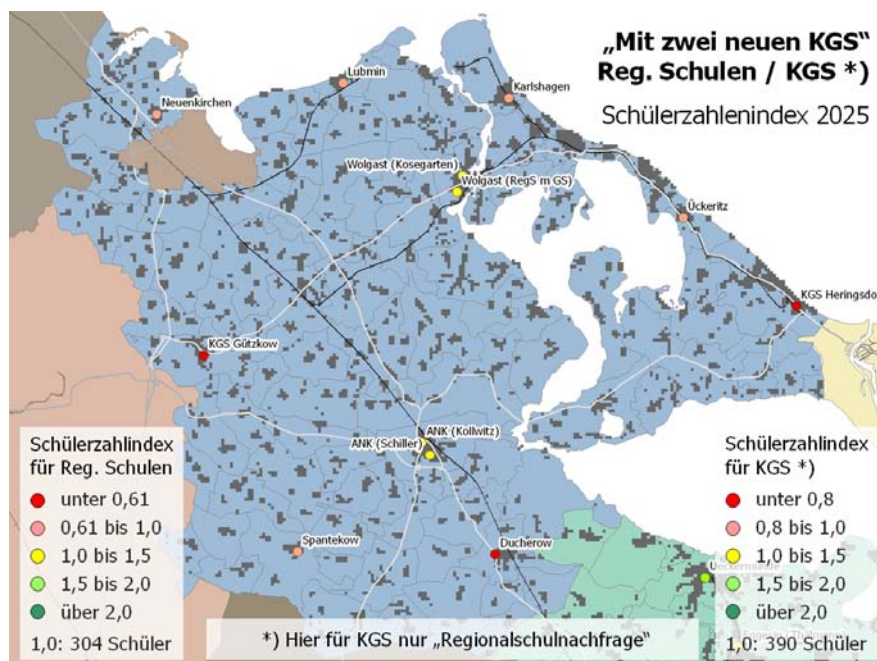 „Mit zwei neuen KGS“
Reg. Schulen / KGS *)
Schülerzahlenindex 2025
Lubmin
Karlshagen
Neuenkirchen
Wolgast (Kosegarten)
Wolgast (RegS m GS)
Ückeritz
KGS Heringsdo
KGS Gützkow
ANK (Kollwitz)
ANK (Schiller)
Spantekow
Ducherow
Schülerzahlindex
für Reg. Schulen
unter 0,61
0,61 bis 1,0
1,0 bis 1,5
1,5 bis 2,0
über 2,0
1,0: 304 Schüler
Schülerzahlindex
für KGS *)
unter 0,8
0,8 bis 1,0
1,0 bis 1,5
1,5 bis 2,0
über 2,0
1,0: 390 Schüler
*) Hier für KGS nur „Regionalschulnachfrage“